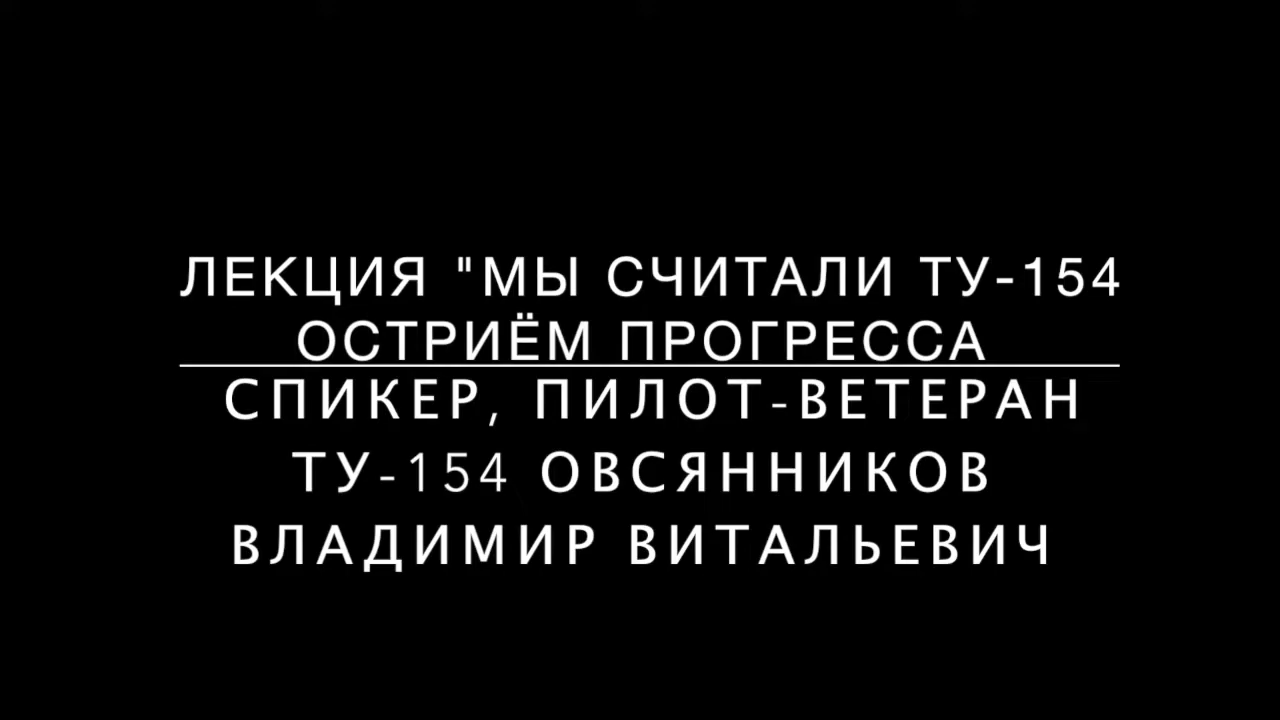 ЛЕКЦИЯ "МЫ СЧИТАЛИ ТУ-154
ОСТРИЁМ ПРОГРЕССА
СПИКЕР, ПИЛОТ-ВЕТЕРАН
ТУ-154 ОВСЯННИКОВ
ВЛАДИМИР ВИТАЛЬЕВИЧ